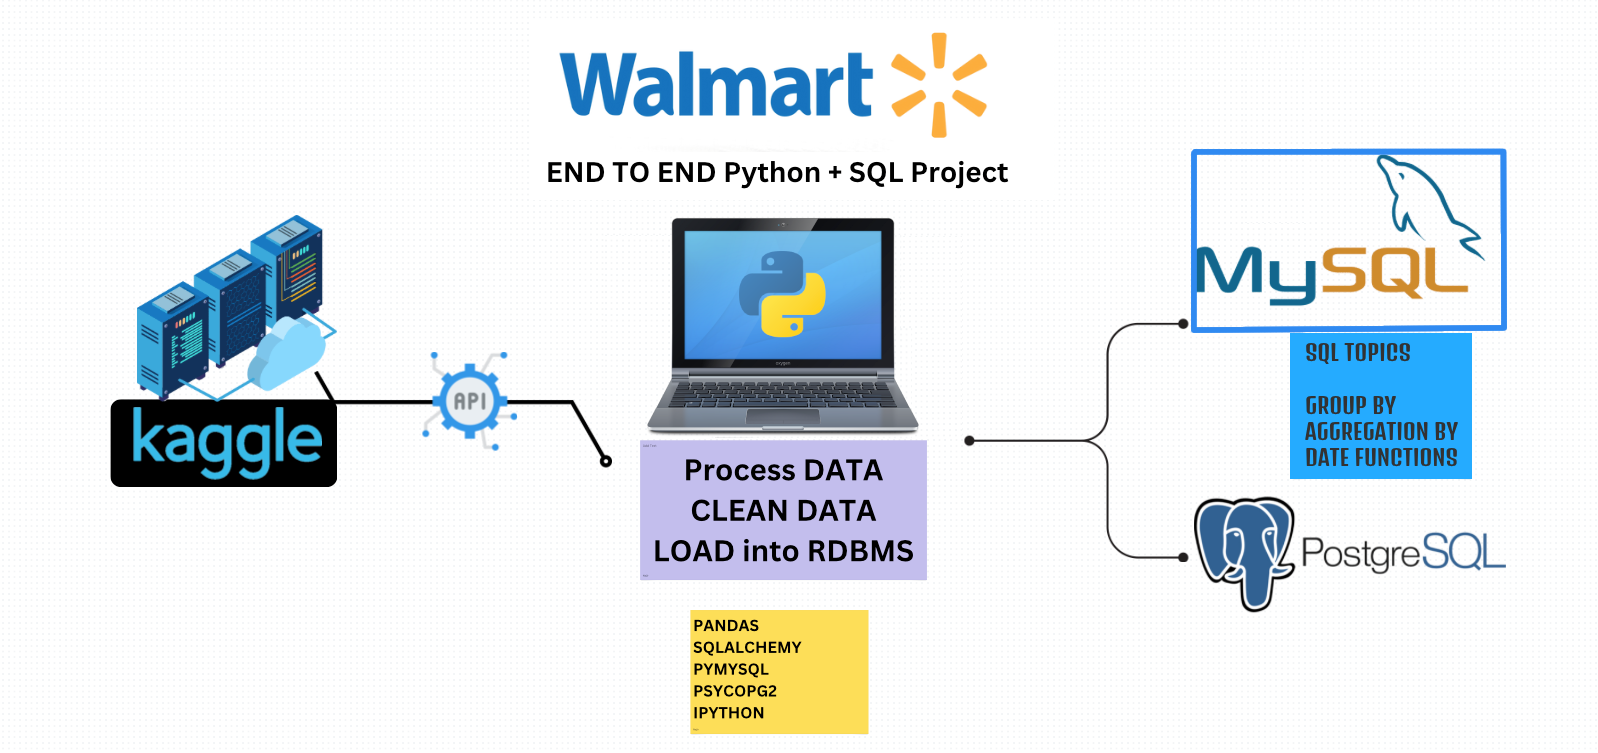 Walmart
END TO END Python + SQL Project
kaggle
API
Process DATA
CLEAN DATA
LOAD into RDBMS
PANDAS
SQLALCHEMY
PYMYSQL
PSYCOPG2
IPYTHON
MySQL
SQL TOPICS
GROUP BY
AGGREGATION BY
DATE FUNCTIONS
PostgreSQL